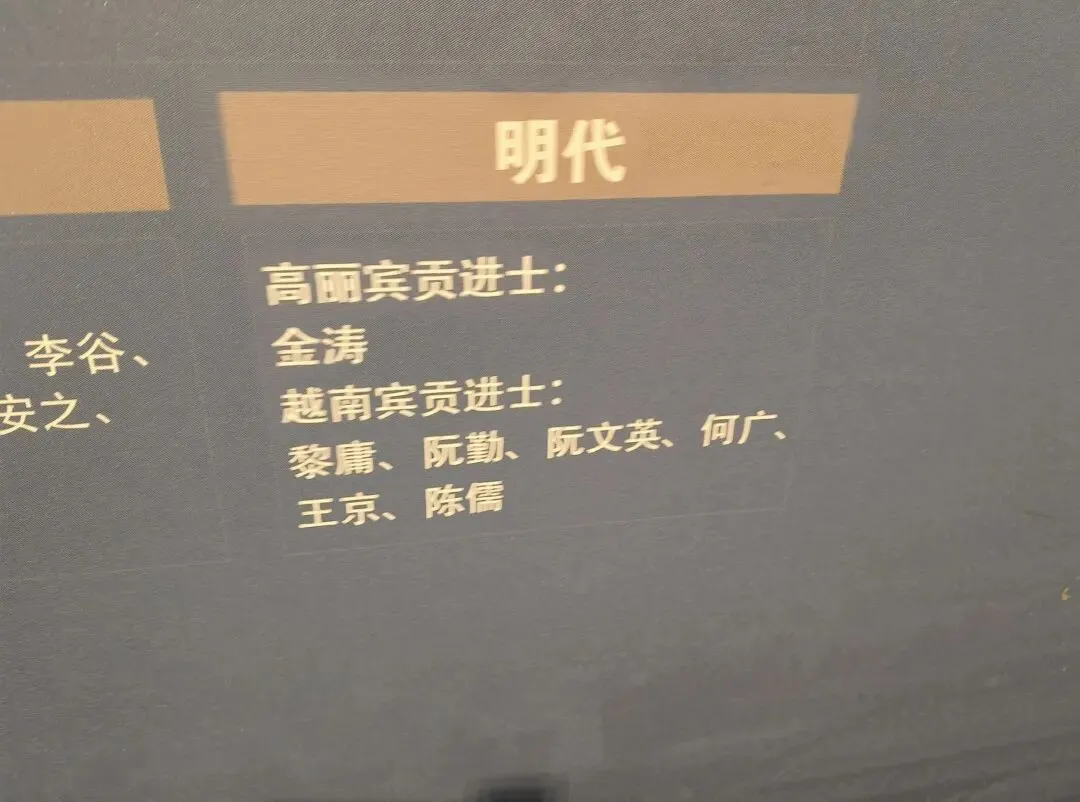 明代
李谷、
安之、
高丽宾贡进士：
金涛
越南宾贡进士：
黎庸、阮勤、阮文英、何广、
王京、陈儒